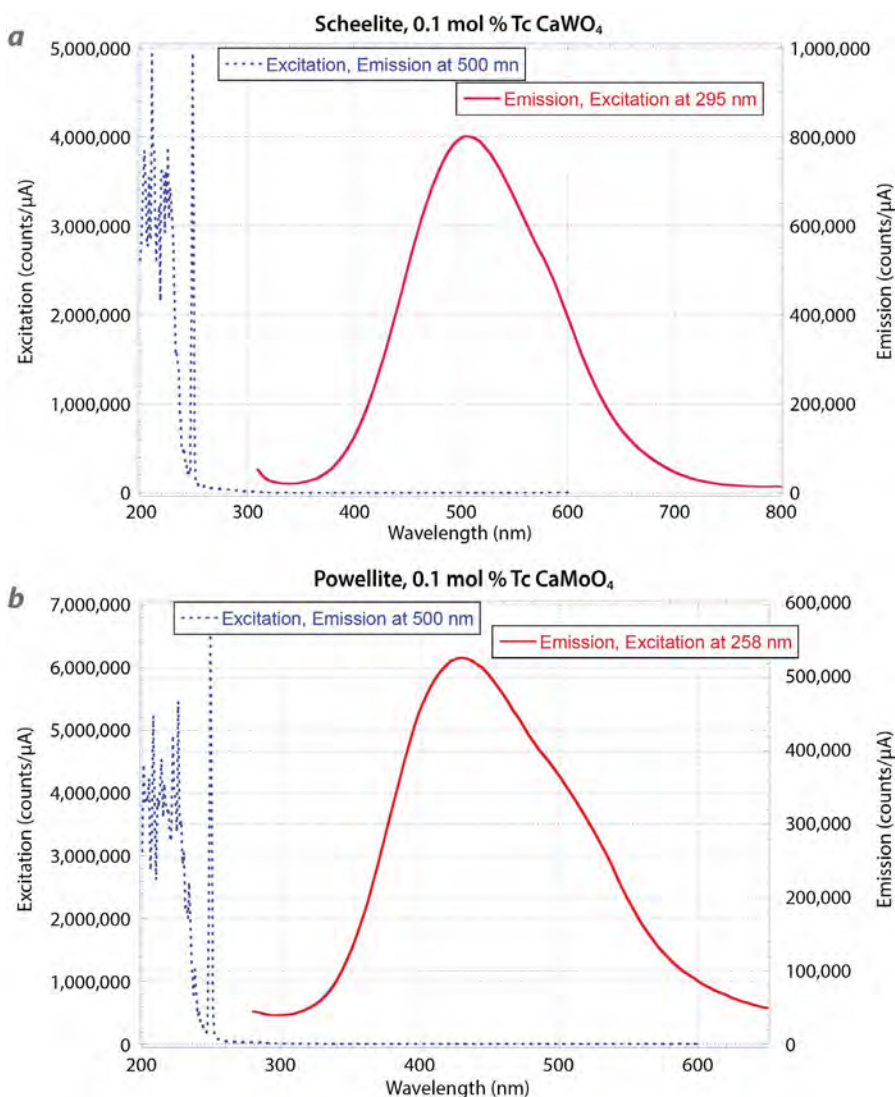 a
Scheelite, 0.1 mol % Tc CaWO₄
Excitation, Emission at 500 mn
Emission, Excitation at 295 nm
5,000,000
4,000,000
3,000,000
2,000,000
1,000,000
0
Excitation (counts/µA)
1,000,000
800,000
600,000
400,000
200,000
0
Emission (counts/µA)
200 300 400 500 600 700 800
Wavelength (nm)
b
Powellite, 0.1 mol % Tc CaMoO₄
Excitation, Emission at 500 nm
Emission, Excitation at 258 nm
7,000,000
6,000,000
5,000,000
4,000,000
3,000,000
2,000,000
1,000,000
0
Excitation (counts/µA)
600,000
500,000
400,000
300,000
200,000
100,000
0
Emission (counts/µA)
200 300 400 500 600
Wavelength (nm)